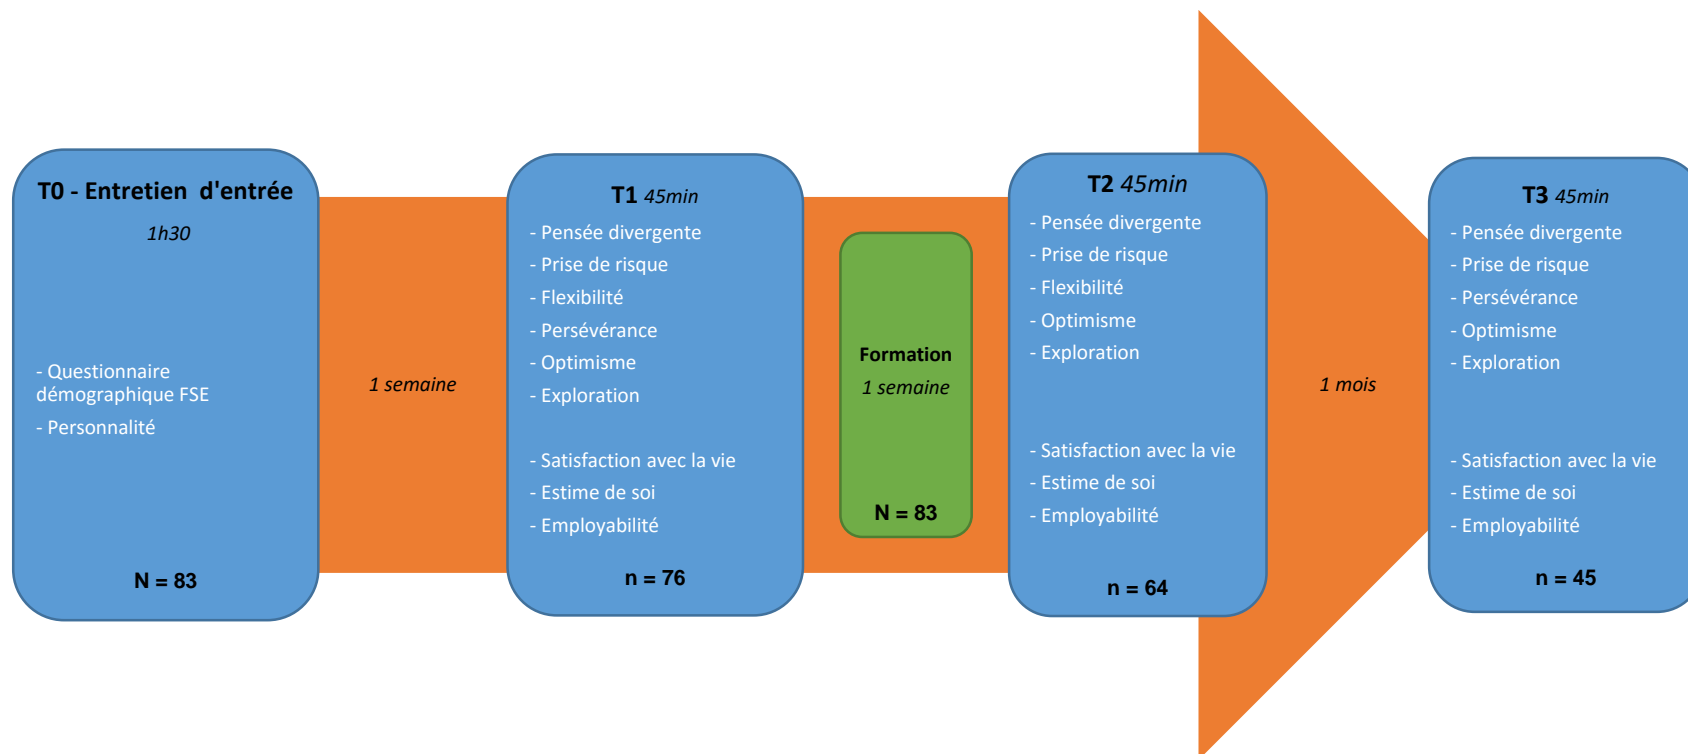 T0 - Entretien d'entrée
1h30
- Questionnaire
démographique FSE
- Personnalité
N = 83
1 semaine
T1 45min
- Pensée divergente
- Prise de risque
- Flexibilité
- Persévérance
- Optimisme
- Exploration
- Satisfaction avec la vie
- Estime de soi
- Employabilité
n = 76
Formation
1 semaine
N = 83
T2 45min
- Pensée divergente
- Prise de risque
- Flexibilité
- Optimisme
- Exploration
- Satisfaction avec la vie
- Estime de soi
- Employabilité
n = 64
1 mois
T3 45min
- Pensée divergente
- Prise de risque
- Persévérance
- Optimisme
- Exploration
- Satisfaction avec la vie
- Estime de soi
- Employabilité
n = 45